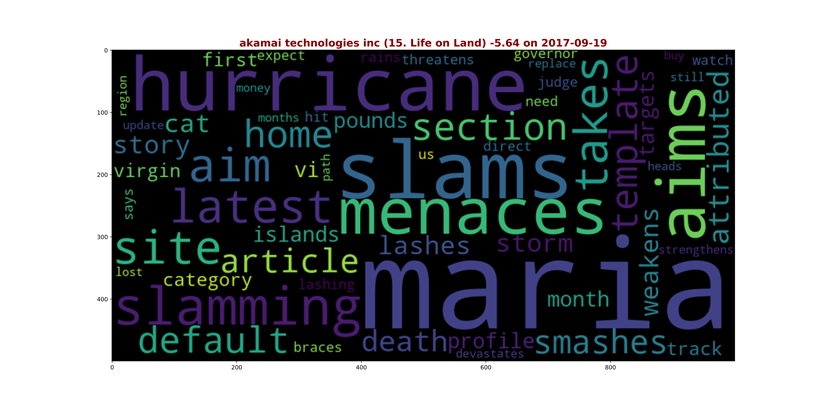 akamai technologies inc (15. Life on Land) -5.64 on 2017-09-19
0
100
200
300
400
0
200
400
600
800
first
expect
rains
threatens
governor
replace
buy
watch
hurricane
takes
template
targets
still
judge
region
money
need
aims
attributed
update
cat
months
hit
pounds
section
home
story
direct
us
slams
virgin
aim
vi
path
heads
says
latest
menaces
islands
lashes
storm
weakens
strengthens
site
article
lost
category
lashing
maria
month
slamming
default
braces
death
profile
devastates
smashes
track